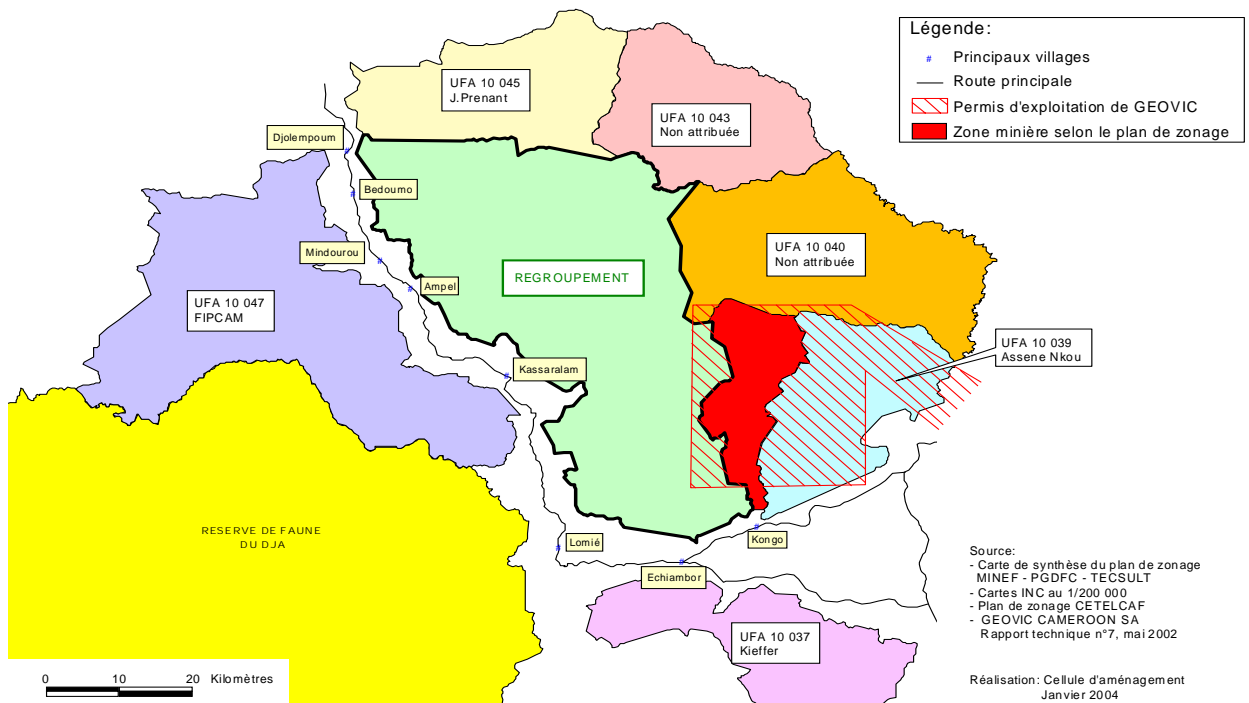 Légende:
# Principaux villages
Route principale
Permis d'exploitation de GEOVIC
Zone minière selon le plan de zonage
UFA 10 045
J.Prenant
UFA 10 043
Non attribuée
Djolempoum
Bedoumo
Mindourou
Ampel
REGROUPEMENT
UFA 10 040
Non attribuée
UFA 10 047
FIPCAM
UFA 10 039
Assene Nkou
Kassaralam
RESERVE DE FAUNE
DU DJA
Lomié
Kongo
Echiambor
UFA 10 037
Kieffer
Source:
- Carte de synthèse du plan de zonage
MINEF - PGDFC - TECSULT
- Cartes INC au 1/200 000
- Plan de zonage CETELCAF
- GEOVIC CAMEROON SA
Rapport technique n°7, mai 2002
0 10 20 Kilomètres
Réalisation: Cellule d'aménagement
Janvier 2004